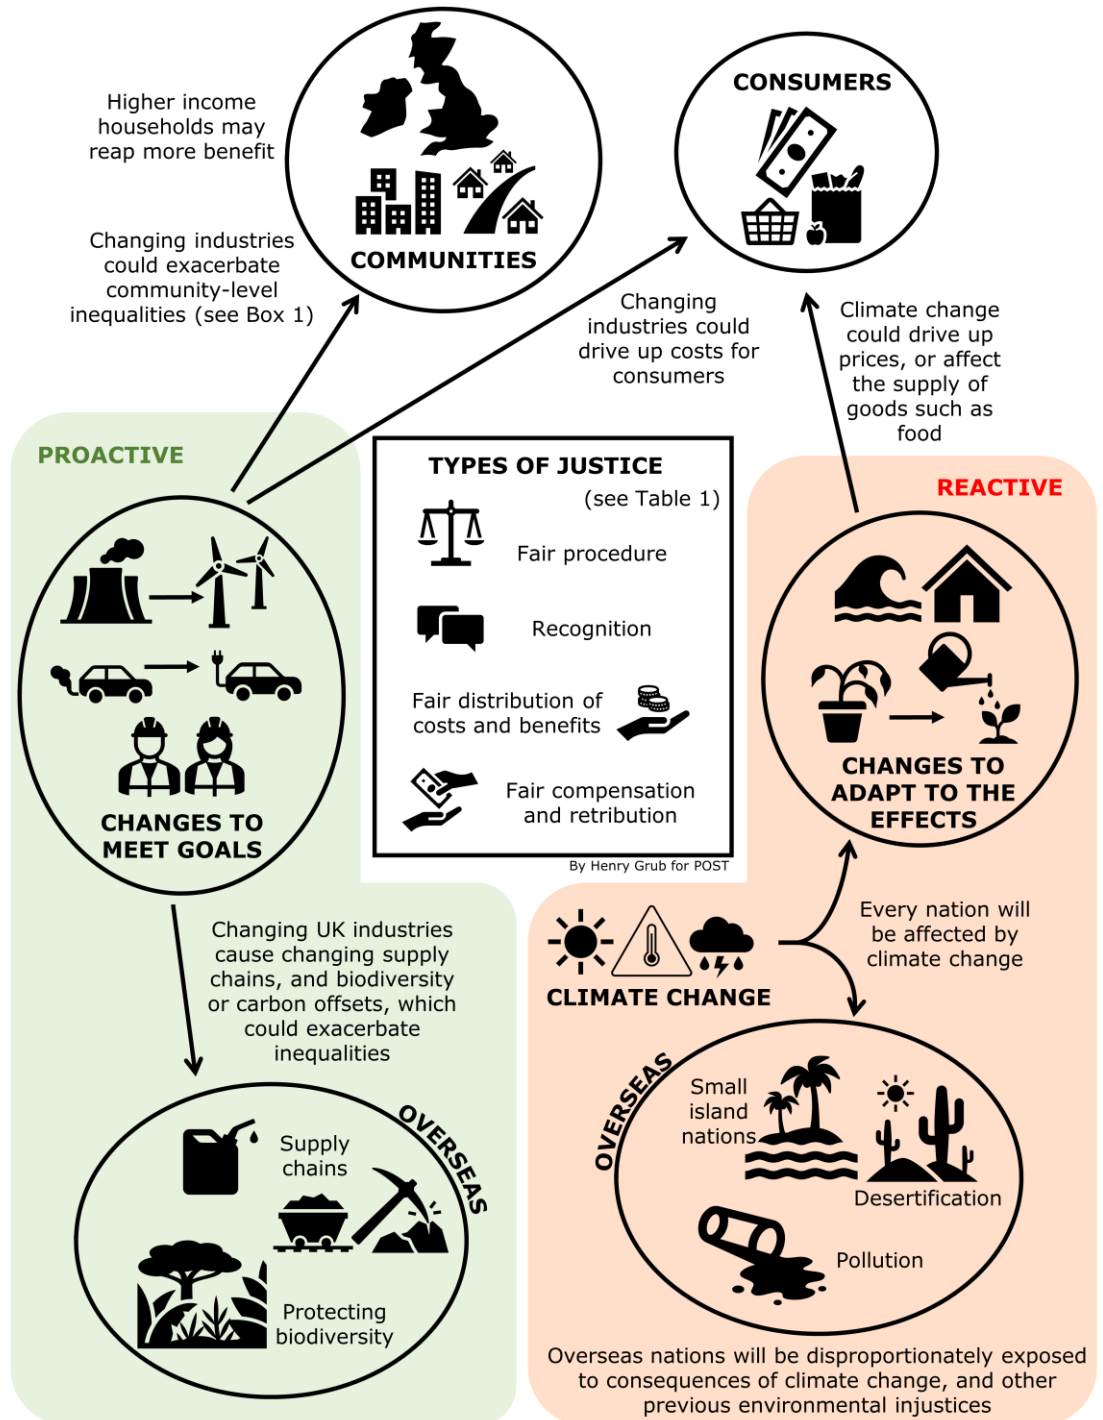 Higher income
households may
reap more benefit
Changing industries
could exacerbate
community-level
inequalities (see Box 1)
COMMUNITIES
CONSUMERS
Changing
industries could
drive up costs for
consumers
Climate change
could drive up
prices, or affect
the supply of
goods such as
food
PROACTIVE
CHANGES TO
MEET GOALS
TYPES OF JUSTICE
(see Table 1)
Fair procedure
Recognition
Fair distribution of
costs and benefits
Fair compensation
and retribution
By Henry Grub for POST
REACTIVE
CHANGES TO
ADAPT TO THE
EFFECTS
Changing UK industries
cause changing supply
chains, and biodiversity
or carbon offsets, which
could exacerbate
inequalities
CLIMATE CHANGE
Every nation will
be affected by
climate change
OVERSEAS
Supply
chains
Protecting
biodiversity
OVERSEAS
Small
island
nations
Desertification
Pollution
Overseas nations will be disproportionately exposed
to consequences of climate change, and other
previous environmental injustices